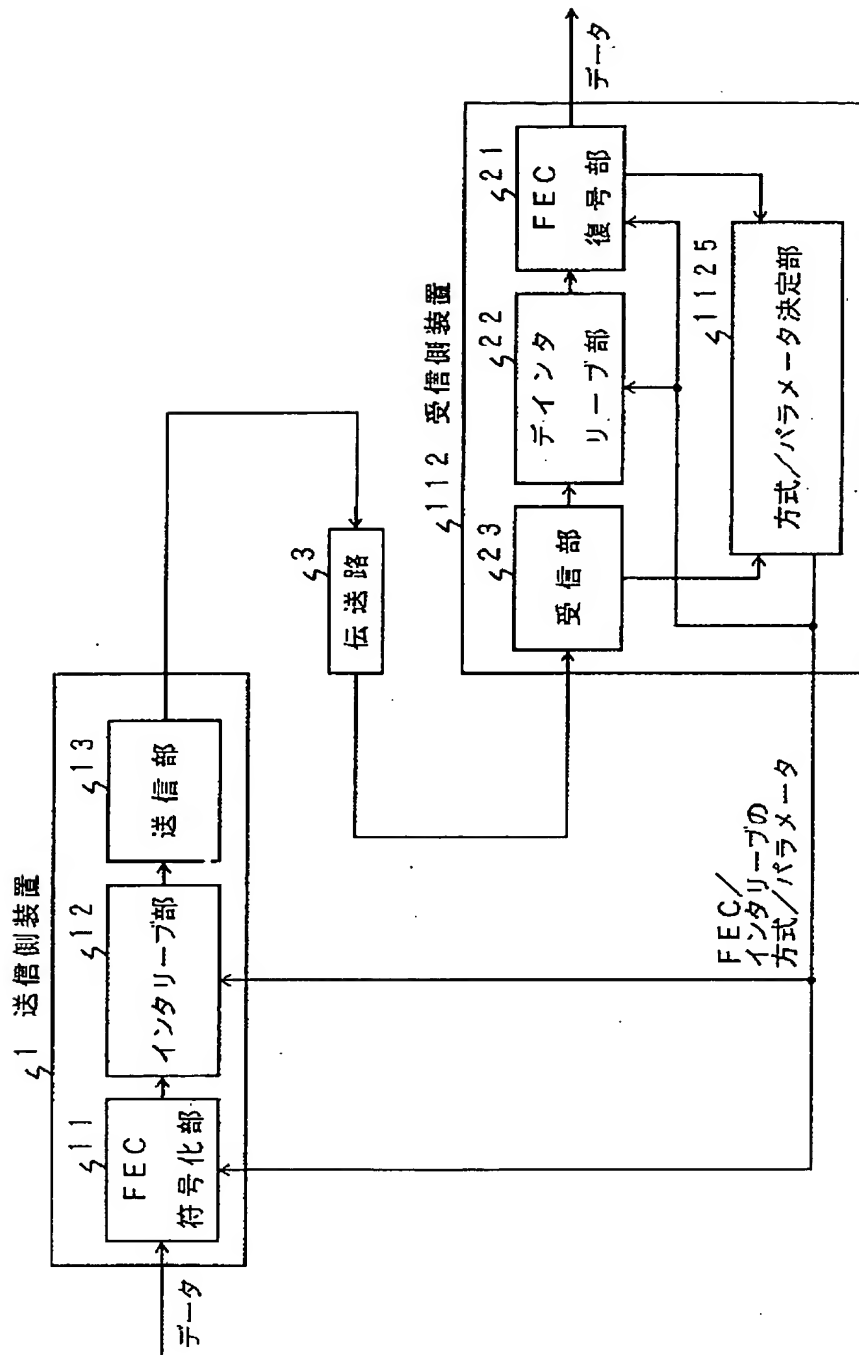 1 送信側装置
データ
11
FEC
符号化部
12
インタリーブ部
13
送信部
3
伝送路
112 受信側装置
23
受信部
22
デインタ
リーブ部
21
FEC
復号部
データ
1125
方式／パラメータ決定部
FEC／
インタリーブの
方式／パラメータ